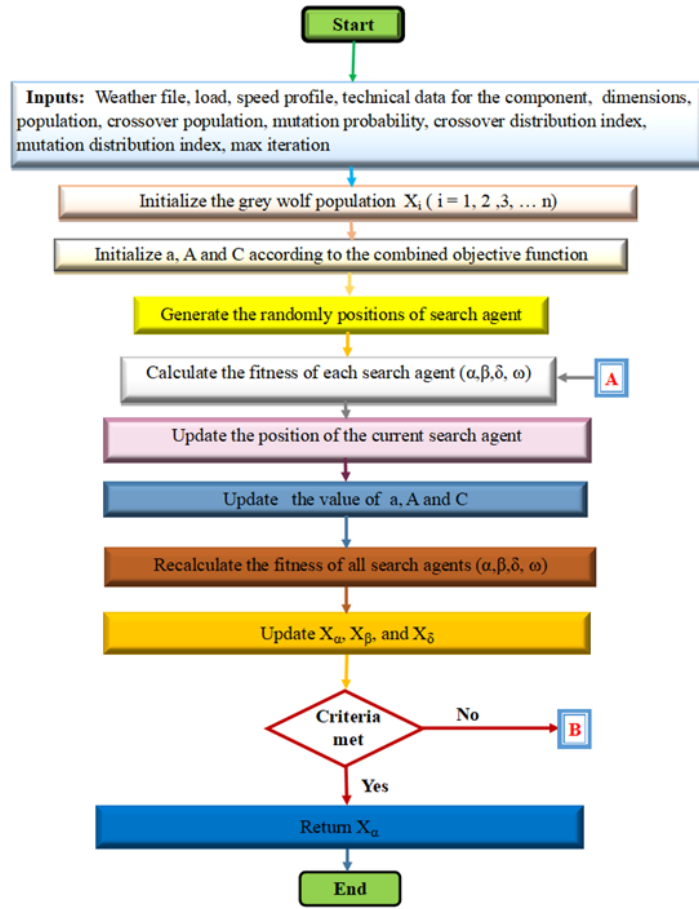 Start
Inputs: Weather file, load, speed profile, technical data for the component, dimensions,
population, crossover population, mutation probability, crossover distribution index,
mutation distribution index, max iteration
Initialize the grey wolf population Xᵢ ( i = 1, 2 ,3, … n)
Initialize a, A and C according to the combined objective function
Generate the randomly positions of search agent
Calculate the fitness of each search agent (α,β,δ, ω)
A
Update the position of the current search agent
Update the value of a, A and C
Recalculate the fitness of all search agents (α,β,δ, ω)
Update X_α, X_β, and X_δ
Criteria
met
No
B
Yes
Return X_α
End